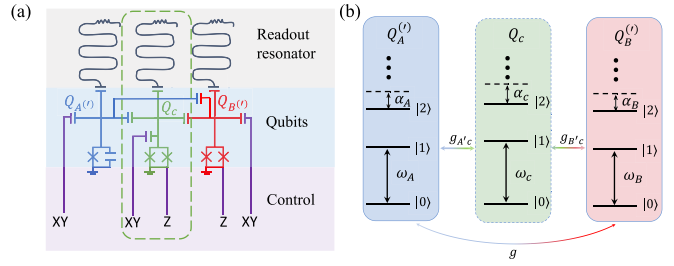 (a)
Readout
resonator
Qubits
Control
Q_A^(′)
Q_c
Q_B^(′)
XY
XY
Z
Z
XY
(b)
Q_A^(′)
Q_c
Q_B^(′)
α_A
|2⟩
|1⟩
ω_A
|0⟩
g_A′c
α_c
|2⟩
|1⟩
ω_c
|0⟩
g_B′c
α_B
|2⟩
|1⟩
ω_B
|0⟩
g